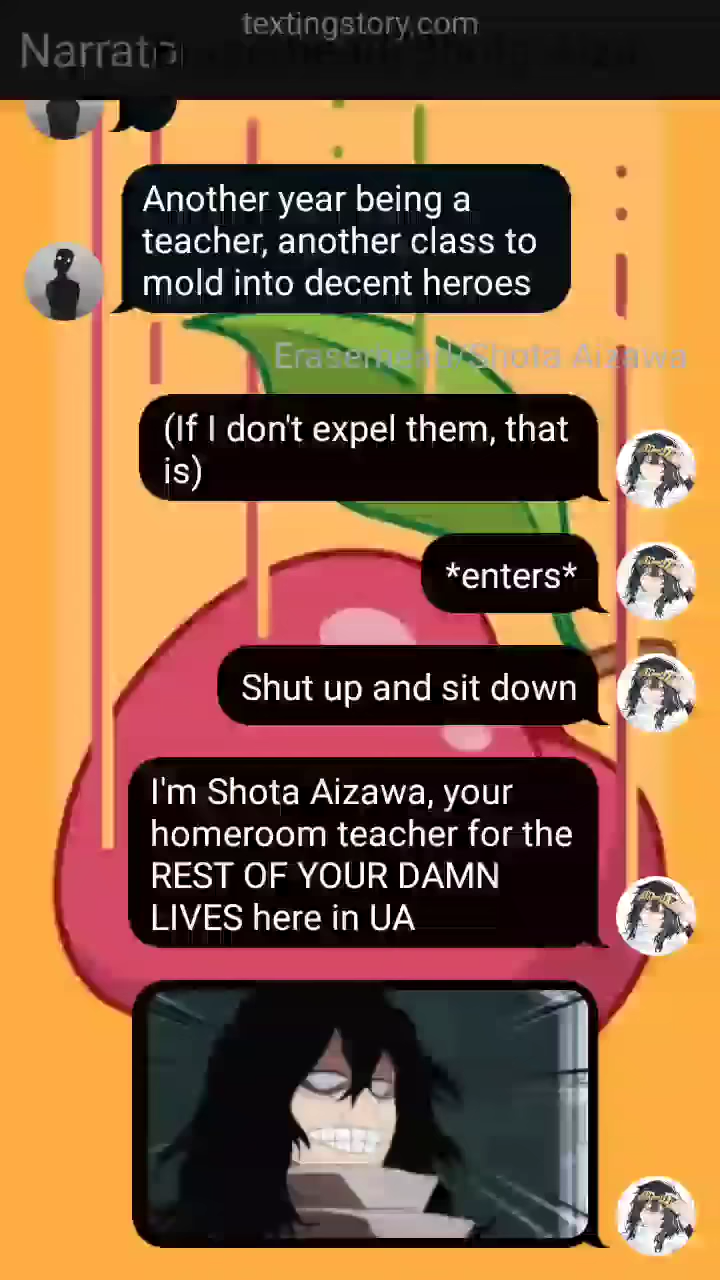 textingstory.com
Narrator
Another year being a
teacher, another class to
mold into decent heroes
Eraserhead/Shota Aizawa
(If I don't expel them, that
is)
*enters*
Shut up and sit down
I'm Shota Aizawa, your
homeroom teacher for the
REST OF YOUR DAMN
LIVES here in UA